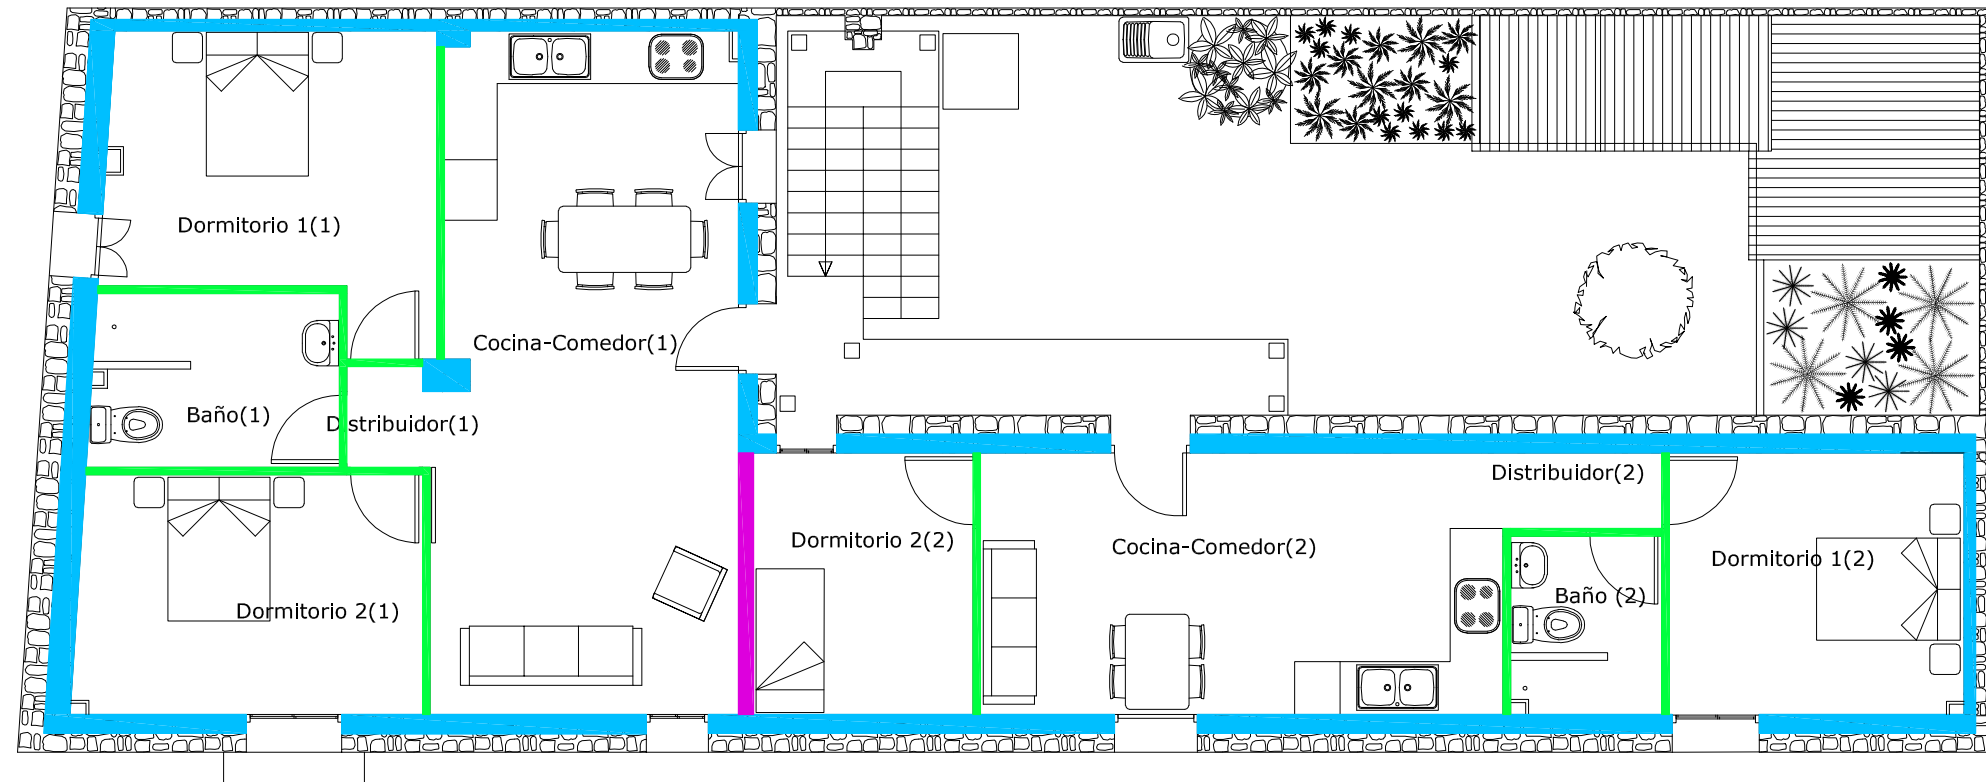 Dormitorio 1(1)
Cocina-Comedor(1)
Baño(1)
Distribuidor(1)
Dormitorio 2(1)
Distribuidor(2)
Dormitorio 2(2)
Cocina-Comedor(2)
Dormitorio 1(2)
Baño (2)